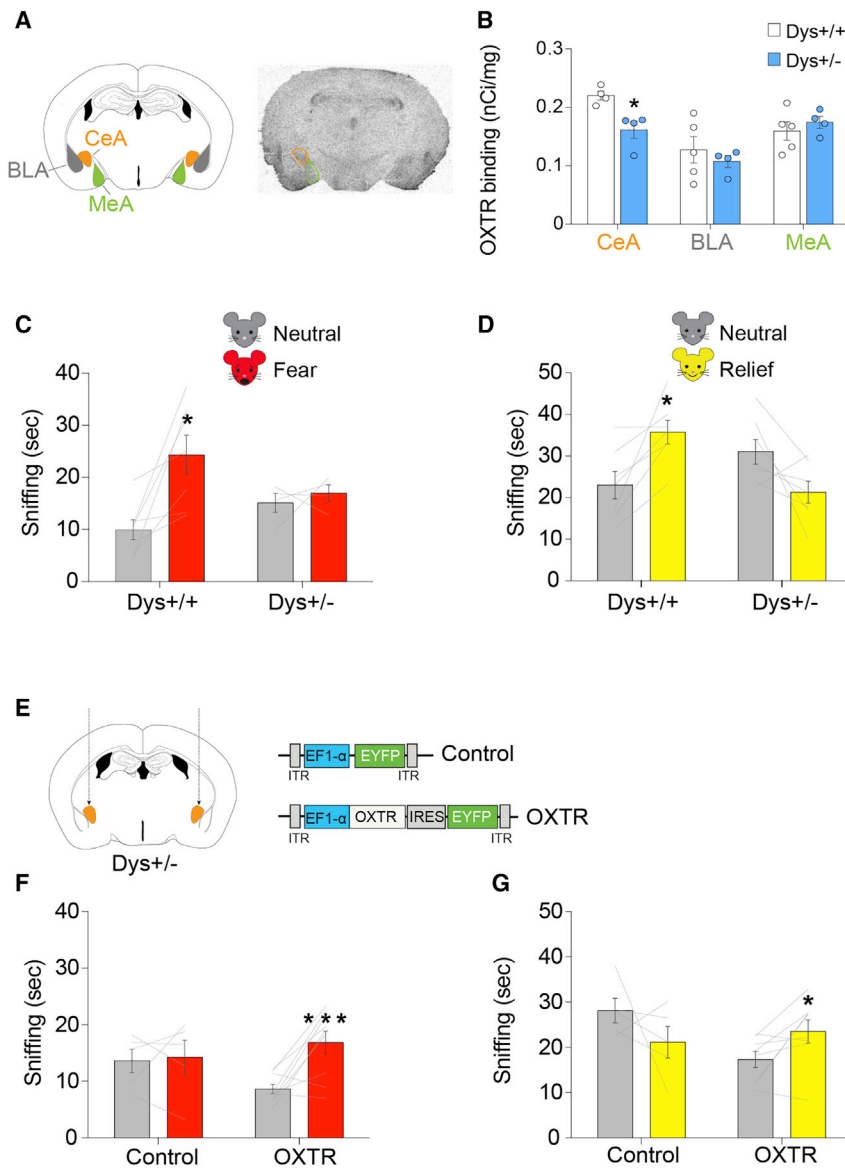 A
CeA
BLA
MeA
B
Dys+/+
Dys+/-
OXTR binding (nCi/mg)
0.3
0.2
0.1
0
*
CeA BLA MeA
C
Neutral
Fear
Sniffing (sec)
40
30
20
10
0
*
Dys+/+ Dys+/-
D
Neutral
Relief
Sniffing (sec)
50
40
30
20
10
0
*
Dys+/+ Dys+/-
E
Dys+/-
EF1-α EYFP Control
ITR ITR
EF1-α OXTR IRES EYFP OXTR
ITR ITR
F
Sniffing (sec)
40
30
20
10
0
***
Control OXTR
G
Sniffing (sec)
50
40
30
20
10
0
*
Control OXTR